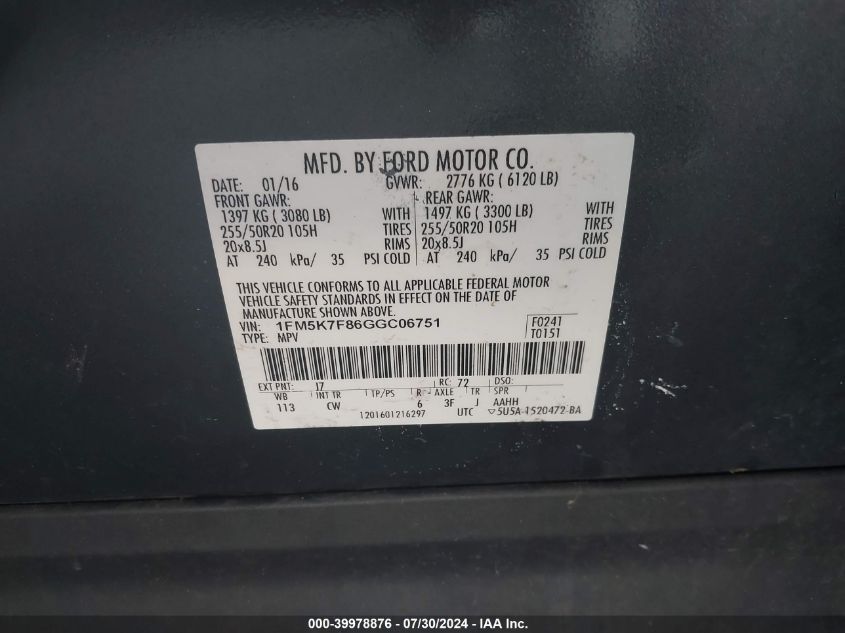 MFD. BY FORD MOTOR CO.
DATE: 01/16 GVWR: 2776 KG ( 6120 LB)
FRONT GAWR: REAR GAWR:
1397 KG ( 3080 LB) WITH 1497 KG ( 3300 LB) WITH
255/50R20 105H TIRES 255/50R20 105H TIRES
20x8.5J RIMS 20x8.5J RIMS
AT 240 kPa/ 35 PSI COLD AT 240 kPa/ 35 PSI COLD
THIS VEHICLE CONFORMS TO ALL APPLICABLE FEDERAL MOTOR
VEHICLE SAFETY STANDARDS IN EFFECT ON THE DATE OF
MANUFACTURE SHOWN ABOVE.
VIN: 1FM5K7F86GGC06751 F0241
TYPE: MPV T0151
EXT PNT: 17 RC: 72 DSO:
WB INT TR TP/PS R AXLE TR SPR
113 CW 6 3F J AAHH
1201601216297 UTC ▽5U5A-1520472-BA
000-39978876 / 07/30/2024 - IAA Inc.